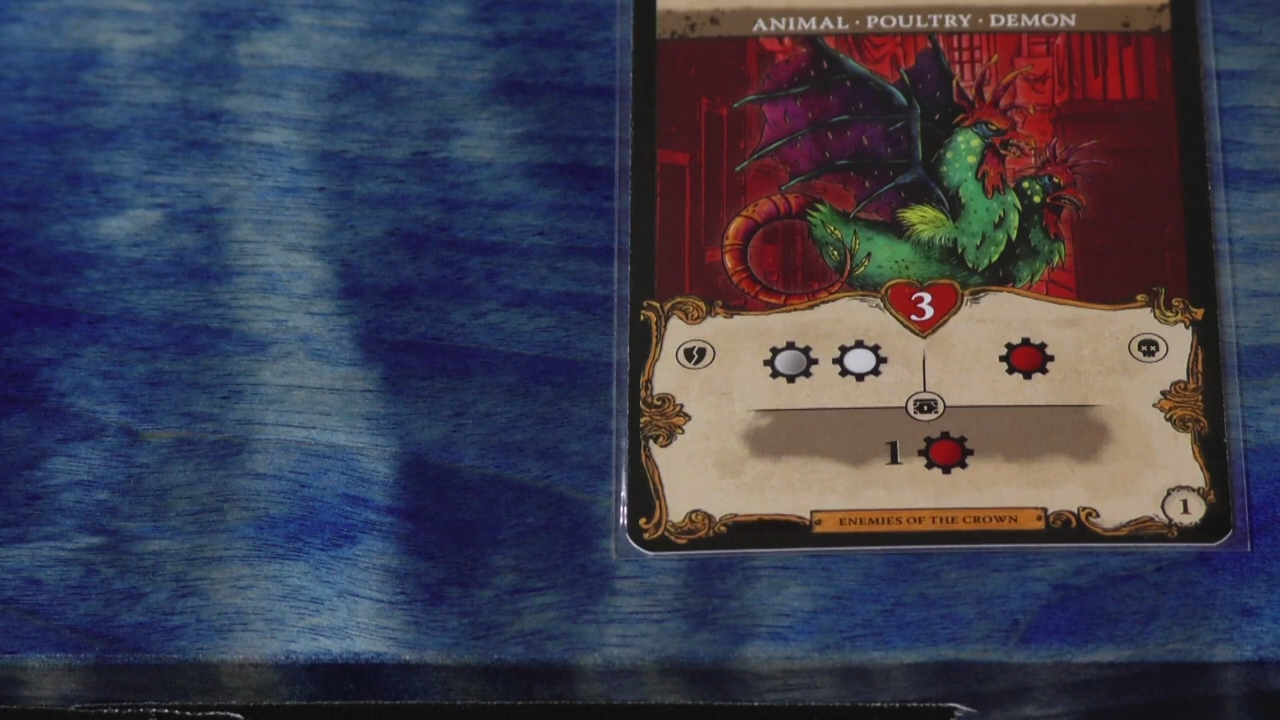 ANIMAL · POULTRY · DEMON
3
1
ENEMIES OF THE CROWN
1